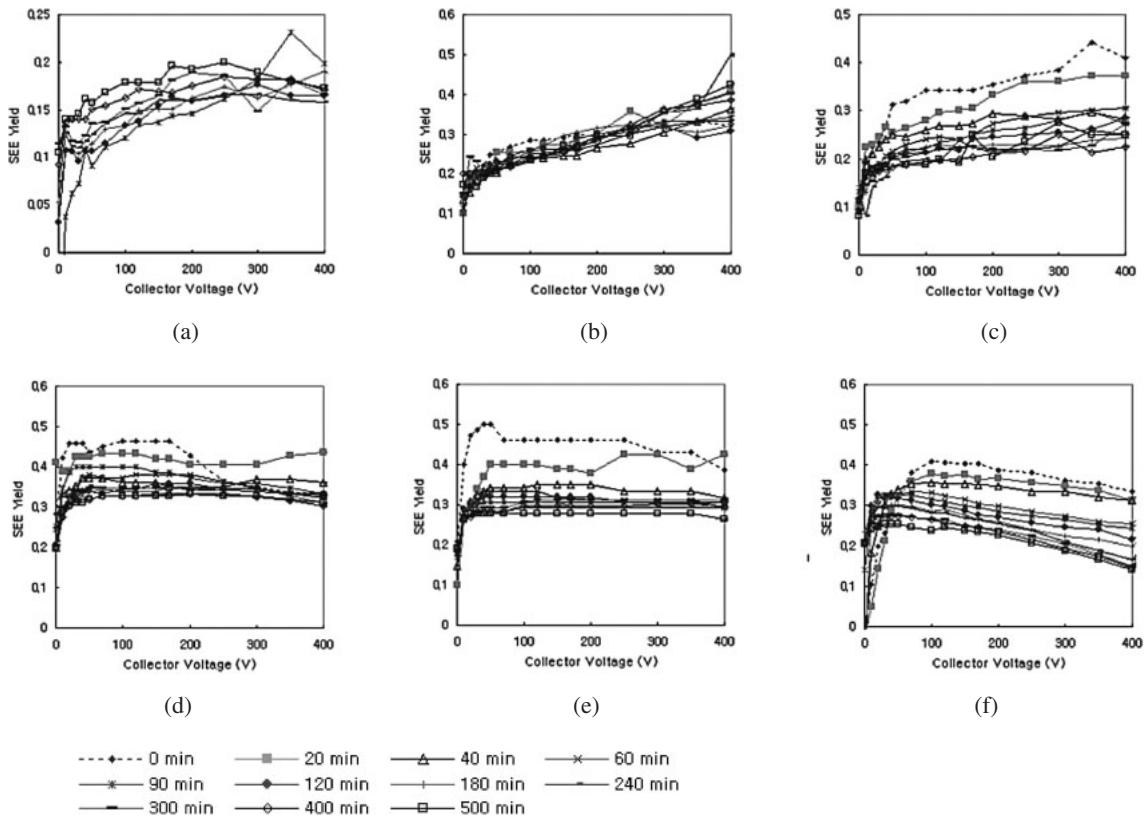 0,25
0,2
0,15
0,1
0,05
0
SEE Yield
0 100 200 300 400
Collector Voltage (V)
(a)
0,6
0,5
0,4
0,3
0,2
0,1
0
SEE Yield
0 100 200 300 400
Collector Voltage (V)
(b)
0,5
0,4
0,3
0,2
0,1
0
SEE Yield
0 100 200 300 400
Collector Voltage (V)
(c)
0,6
0,5
0,4
0,3
0,2
0,1
0
SEE Yield
0 100 200 300 400
Collector Voltage (V)
(d)
0,6
0,5
0,4
0,3
0,2
0,1
0
SEE Yield
0 100 200 300 400
Collector Voltage (V)
(e)
0,6
0,5
0,4
0,3
0,2
0,1
0
SEE Yield
0 100 200 300 400
Collector Voltage (V)
(f)
0 min 20 min 40 min 60 min
90 min 120 min 180 min 240 min
300 min 400 min 500 min